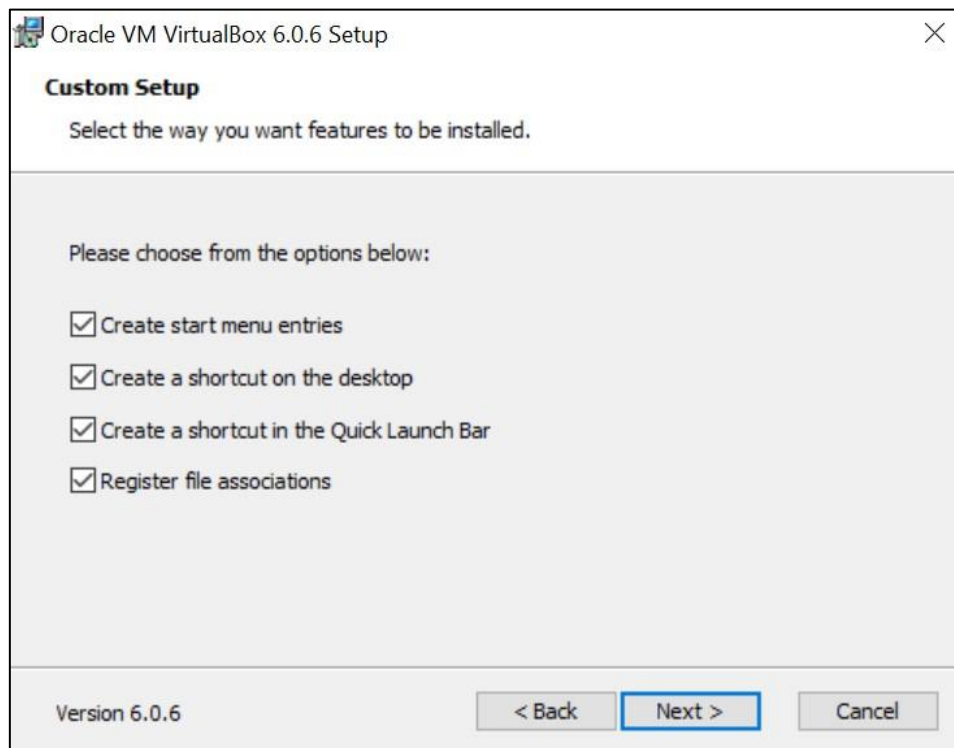 Oracle VM VirtualBox 6.0.6 Setup
Custom Setup
Select the way you want features to be installed.
Please choose from the options below:
Create start menu entries
Create a shortcut on the desktop
Create a shortcut in the Quick Launch Bar
Register file associations
Version 6.0.6
< Back
Next >
Cancel